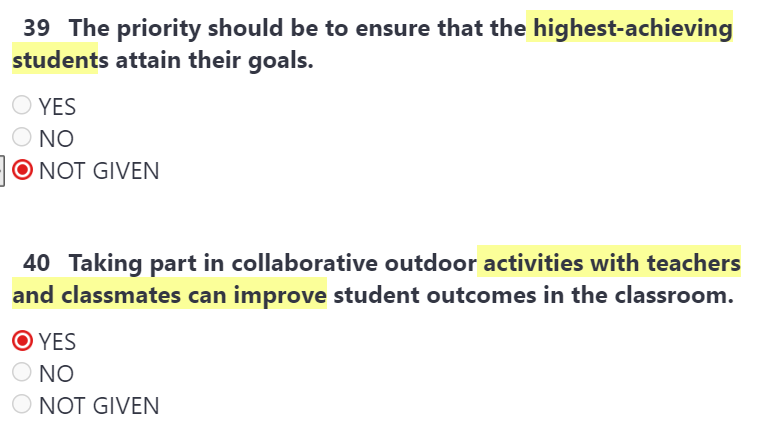 39 The priority should be to ensure that the highest-achieving
students attain their goals.
YES
NO
NOT GIVEN
40 Taking part in collaborative outdoor activities with teachers
and classmates can improve student outcomes in the classroom.
YES
NO
NOT GIVEN